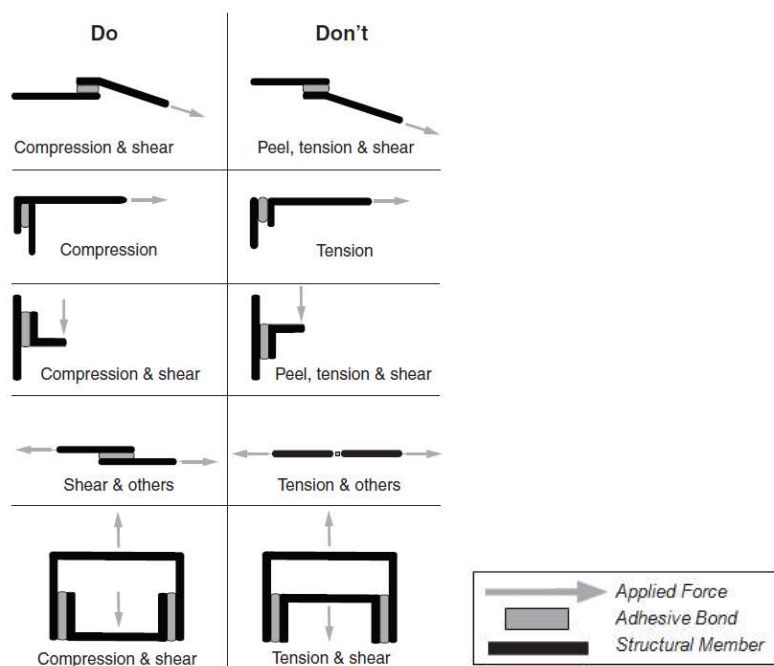 Do Don't
Compression & shear Peel, tension & shear
Compression Tension
Compression & shear Peel, tension & shear
Shear & others Tension & others
Compression & shear Tension & shear
Applied Force
Adhesive Bond
Structural Member